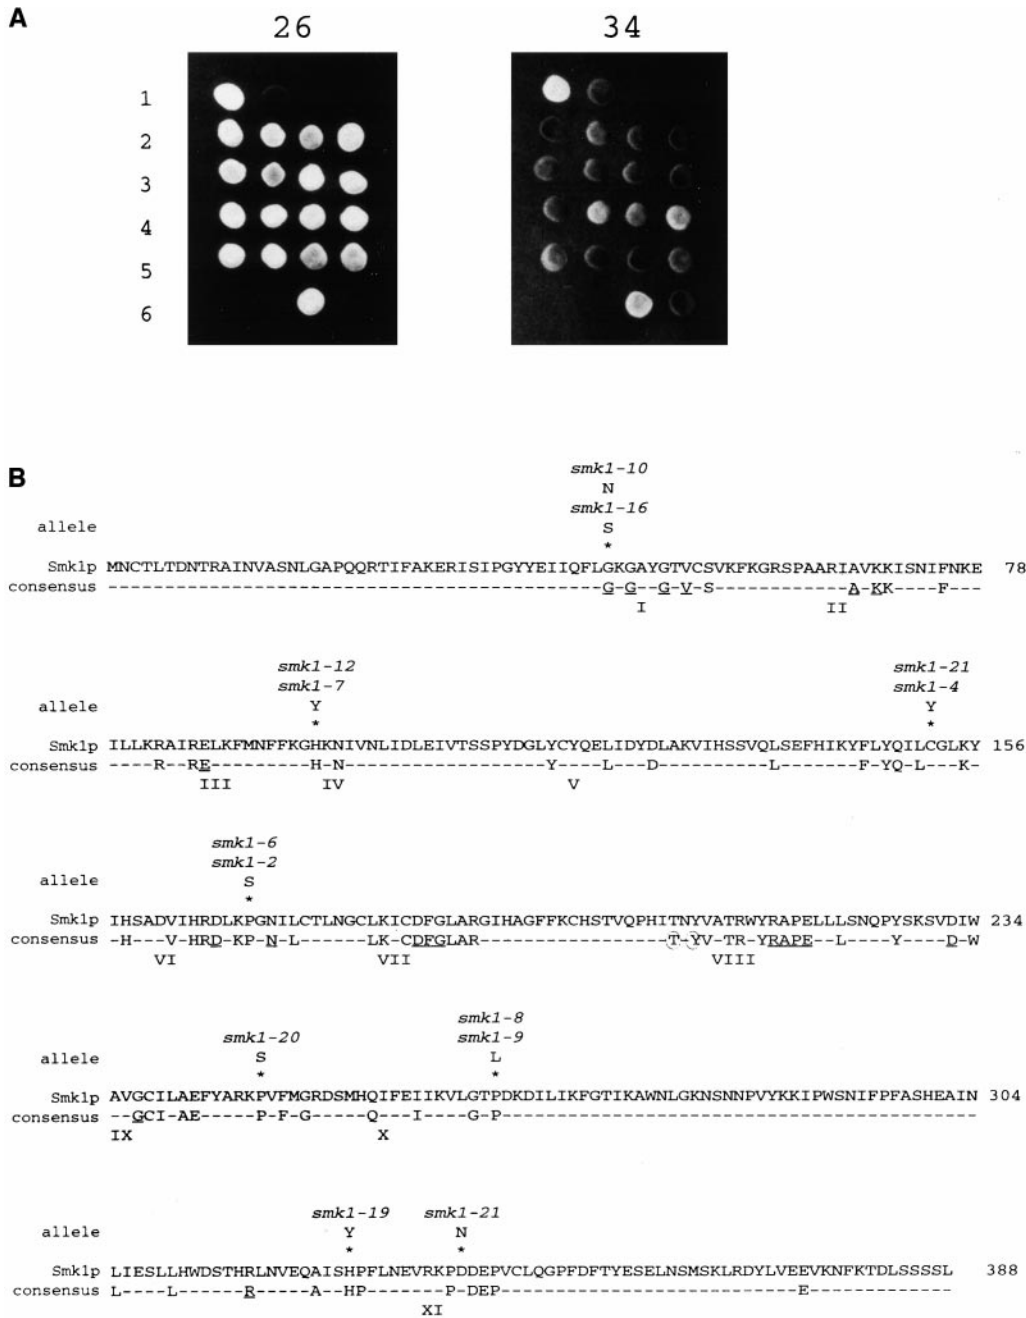 A
26 34
1
2
3
4
5
6
B
smk1-10
N
smk1-16
allele S
*
Smk1p MNCTLTDNTRAINVASNLGAPQQRTIFAKERISIPGYYEIIQFLGKGAYGTVCSVKFKGRSPAARIAVKKISNIFNKE 78
consensus --------------------------------------------G-G--G-V-S------------A-KK----F---
I II
smk1-12 smk1-21
smk1-7 smk1-4
allele Y Y
* *
Smk1p ILLKRAIRELKFMNFFKGHKNIVNLIDLEIVTSSPYDGLYCYQELIDYDLAKVIHSSVQLSEFHIKYFLYQILCGLKY 156
consensus ----R--RE---------H-N------------------Y----L---D----------L-------F-YQ-L---K-
III IV V
smk1-6
smk1-2
allele S
*
Smk1p IHSADVIHRDLKPGNILCTLNGCLKICDFGLARGIHAGFFKCHSTVQPHITNYVATRWYRAPELLLSNQPYSKSVDIW 234
consensus -H---V-HRDKP-N-L------LK-CDFGLAR T-YV-TR-YRAPE--L----Y----D-W
VI VII VIII
smk1-8
smk1-20 smk1-9
allele S L
* *
Smk1p AVGCILAEFYARKPVFMGRDSMHQIFEIIKVLGTPDKDILIKFGTIKAWNLGKNSNNPVYKKIPWSNIFPFASHEAIN 304
consensus --GCI-AE-----P-F-G-----Q---I----G-P-------------------------------------------
IX X
smk1-19 smk1-21
allele Y N
* *
Smk1p LIESLLHWDSTHRLNVEQAISHPFLNEVRKPDDEPVCLQGPFDFTYESELNSMSKLRDYLVEEVKNFKTDLSSSSL 388
consensus L----L------R-----A--HP-------P-DEP---------------------------E-------------
XI